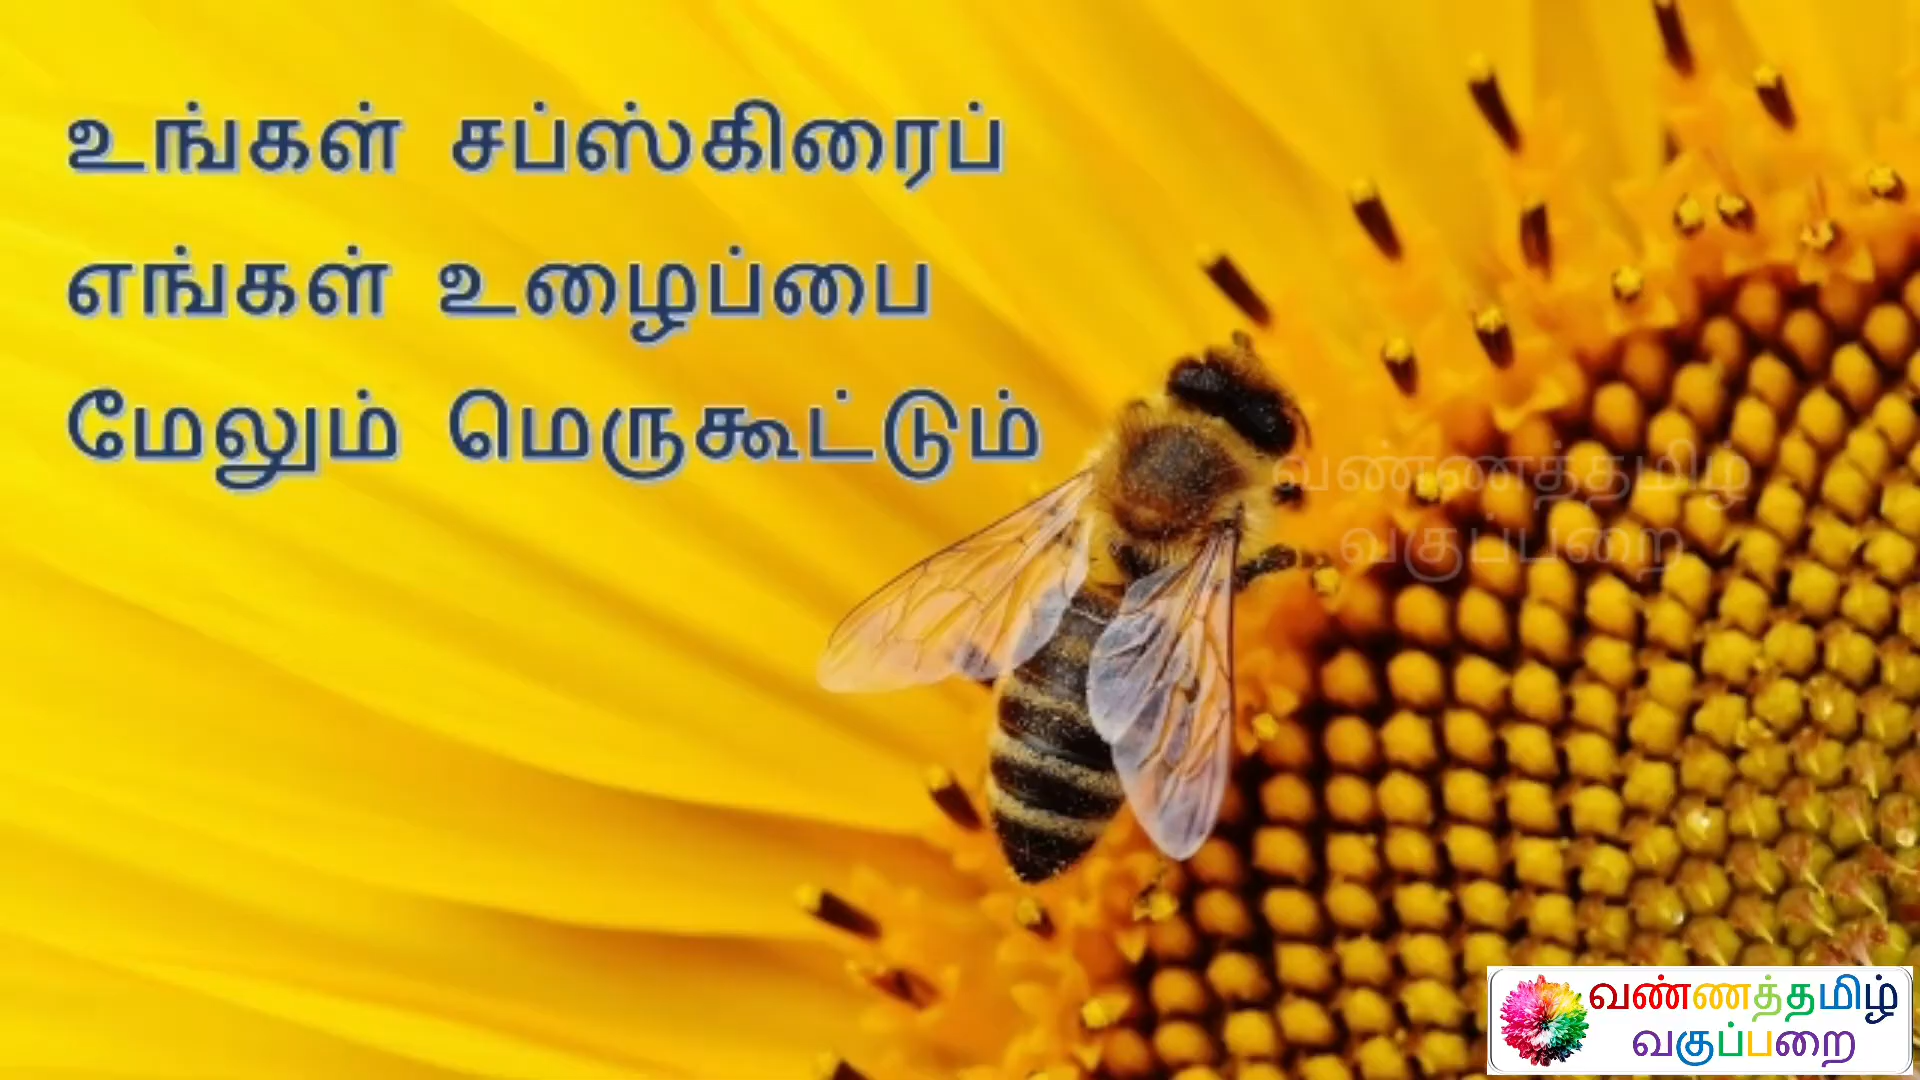 உங்கள் சப்ஸ்கிரைப்
எங்கள் உழைப்பை
மேலும் மெருகூட்டும்
வண்ணத்தமிழ்
வகுப்பறை
வண்ணத்தமிழ்
வகுப்பறை